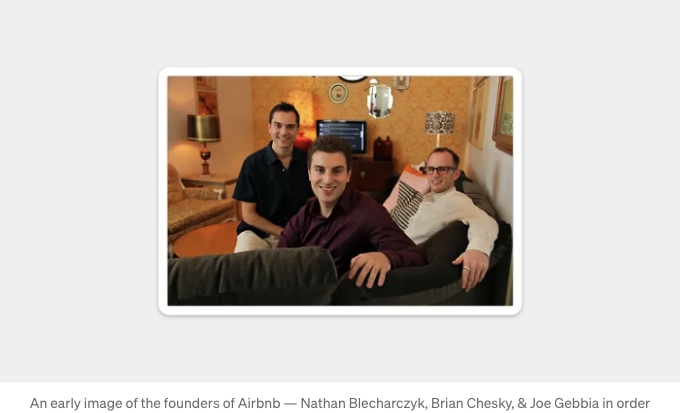 An early image of the founders of Airbnb — Nathan Blecharczyk, Brian Chesky, & Joe Gebbia in order